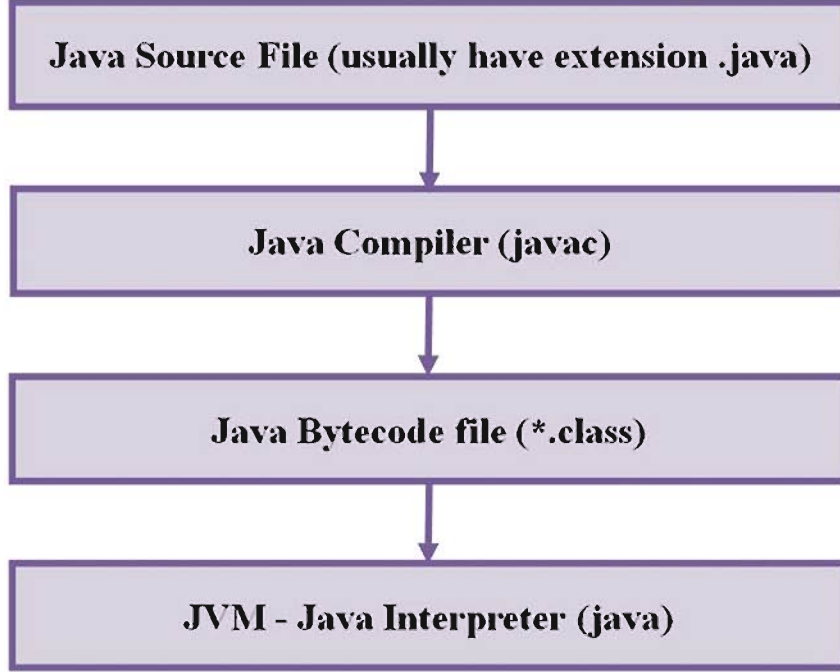 Java Source File (usually have extension .java)
Java Compiler (javac)
Java Bytecode file (*.class)
JVM - Java Interpreter (java)